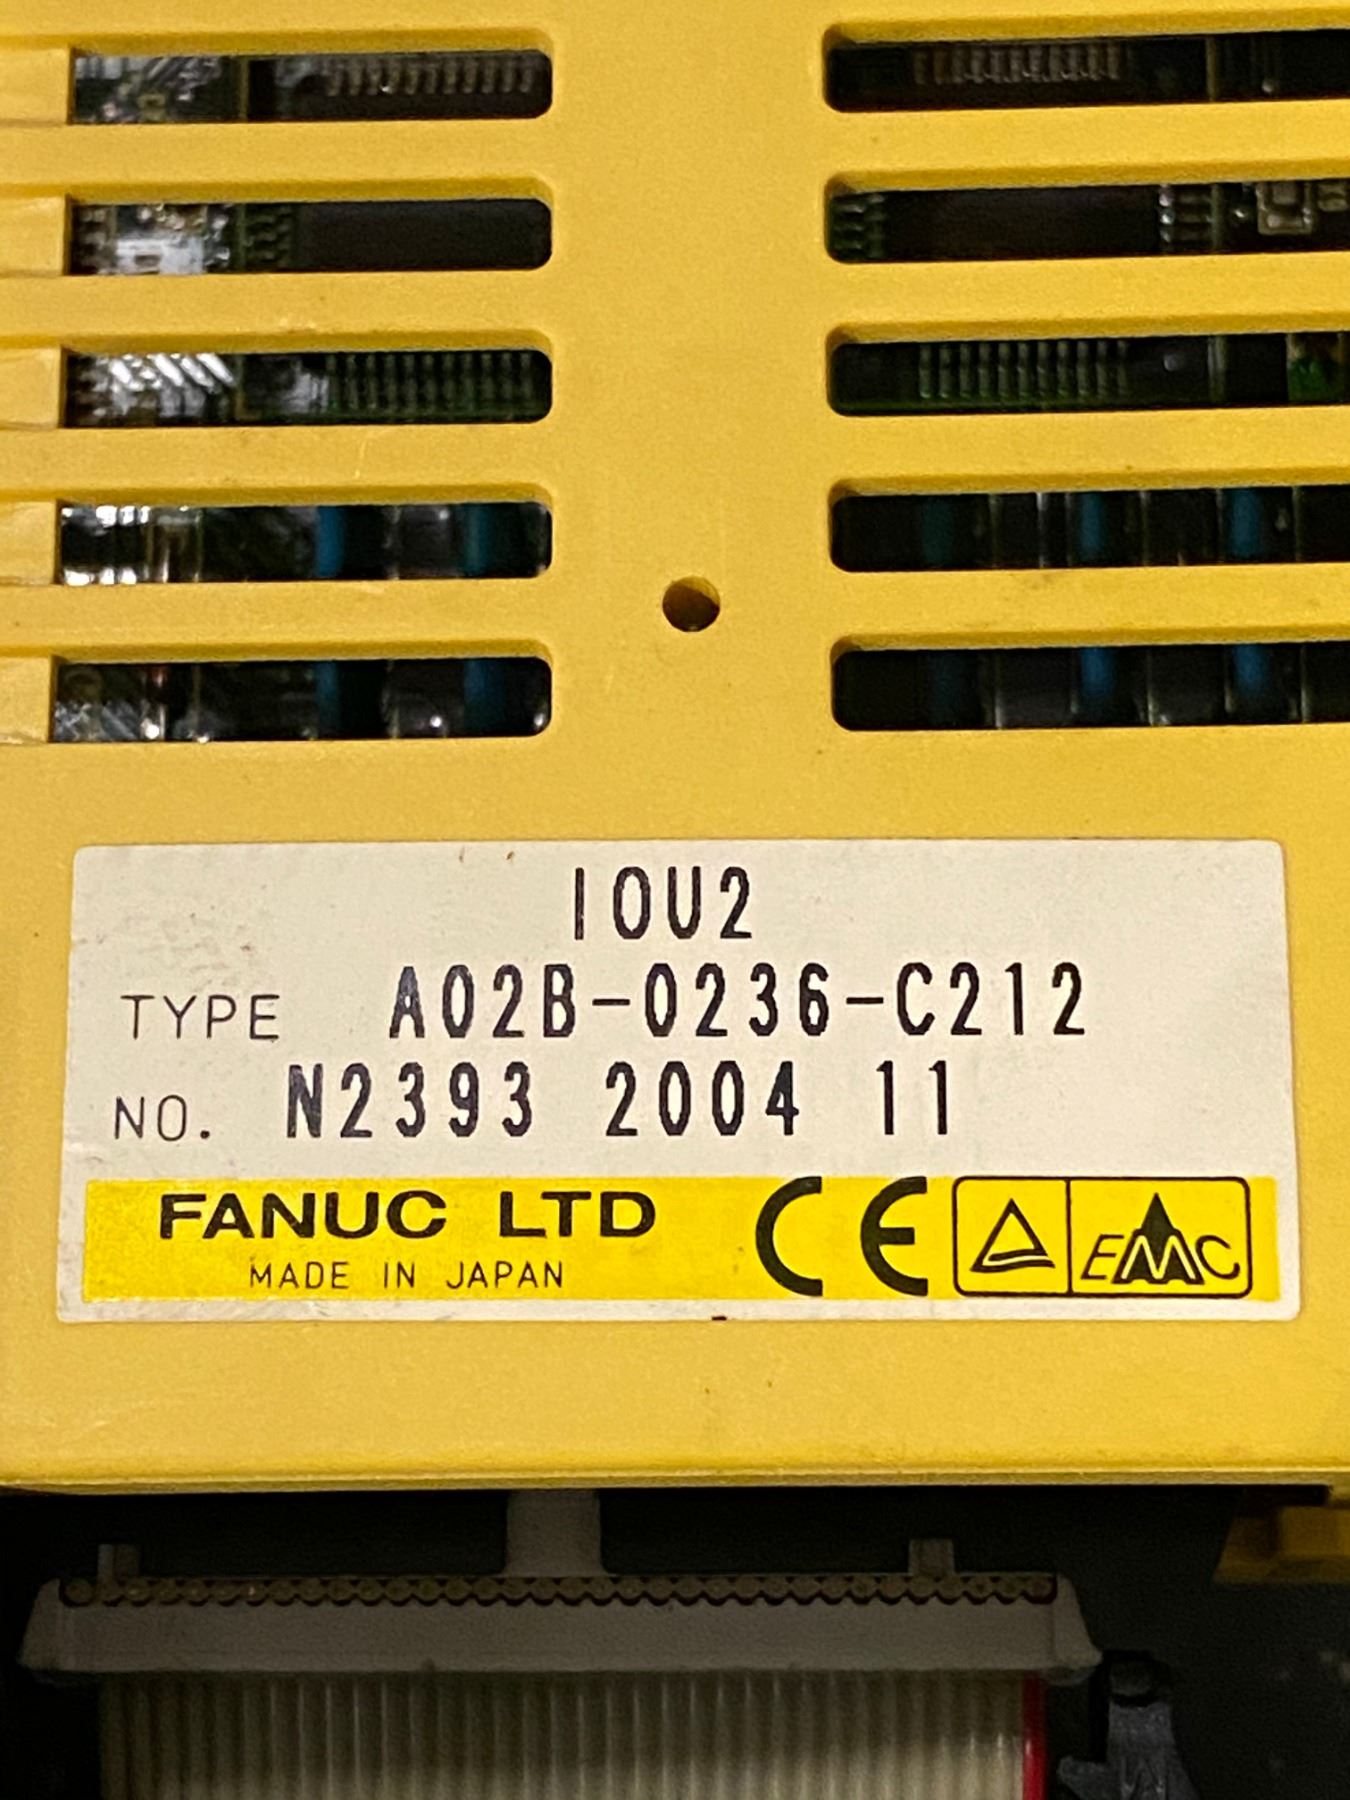 IOU2
TYPE A02B-0236-C212
NO. N2393 2004 11
FANUC LTD CE EMC
MADE IN JAPAN